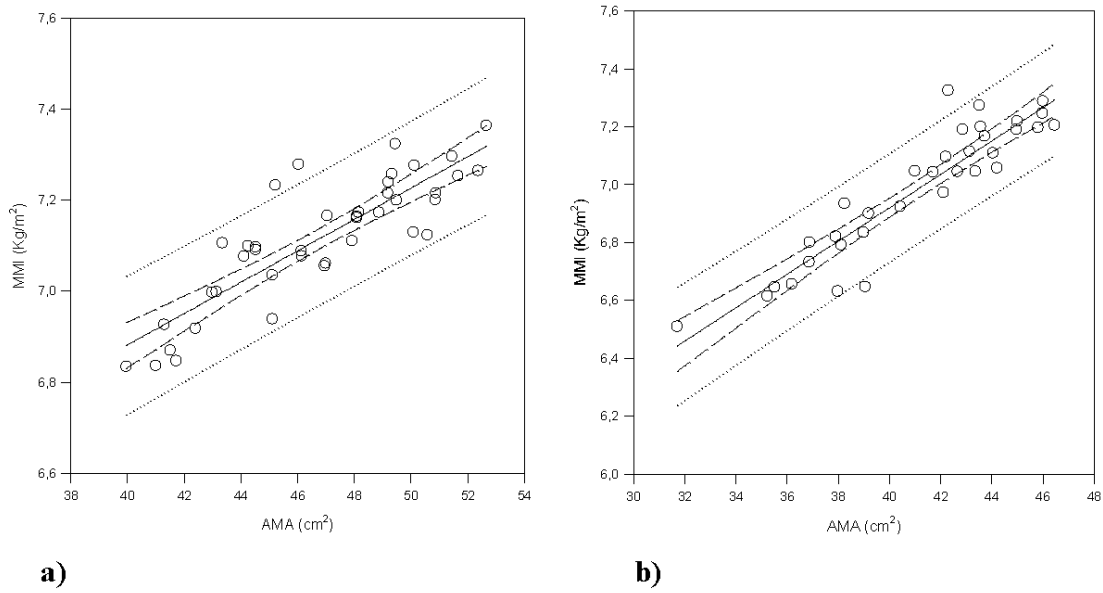 7,6
7,4
7,2
7,0
6,8
6,6
MMI (Kg/m²)
38 40 42 44 46 48 50 52 54
AMA (cm²)
a)
7,6
7,4
7,2
7,0
6,8
6,6
6,4
6,2
6,0
MMI (Kg/m²)
30 32 34 36 38 40 42 44 46 48
AMA (cm²)
b)